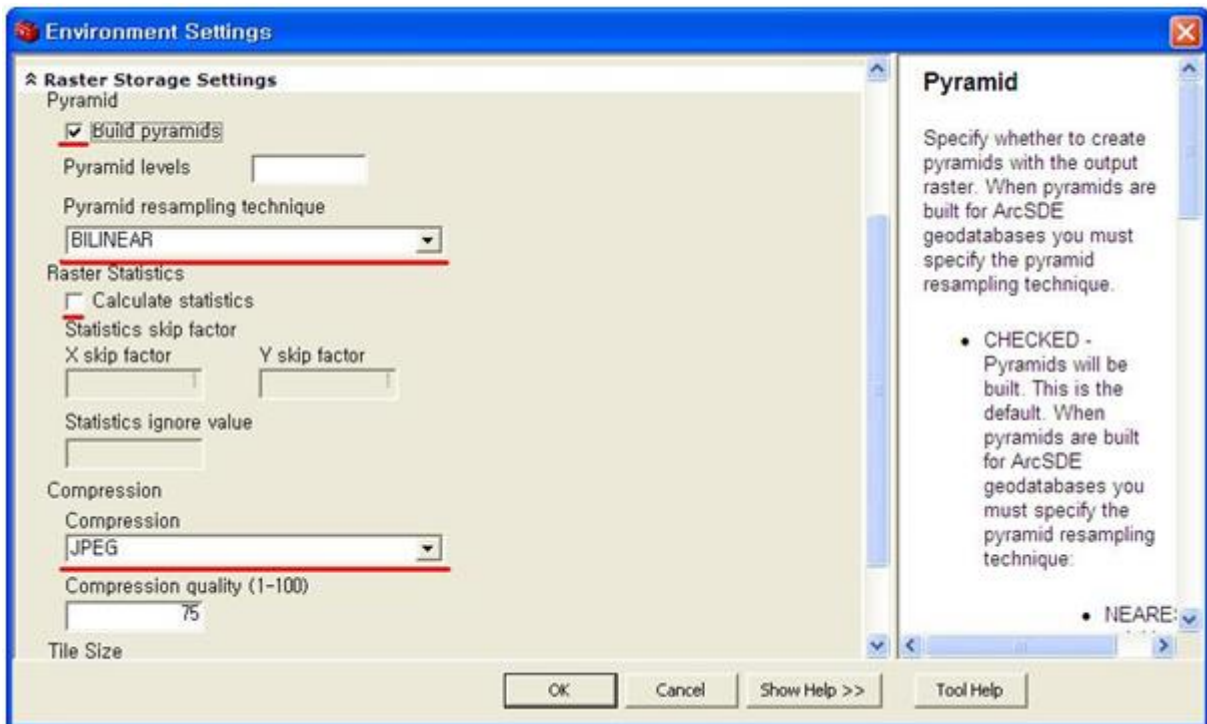 Environment Settings
Raster Storage Settings
Pyramid
Build pyramids
Pyramid levels
Pyramid resampling technique
BILINEAR
Raster Statistics
Calculate statistics
Statistics skip factor
X skip factor Y skip factor
1 1
Statistics ignore value
Compression
Compression
JPEG
Compression quality (1-100)
75
Tile Size
OK Cancel Show Help >> Tool Help
Pyramid
Specify whether to create
pyramids with the output
raster. When pyramids are
built for ArcSDE
geodatabases you must
specify the pyramid
resampling technique.
• CHECKED -
Pyramids will be
built. This is the
default. When
pyramids are built
for ArcSDE
geodatabases you
must specify the
pyramid resampling
technique:
• NEARES